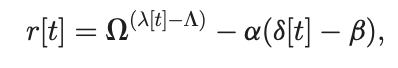 r[t] = Ω^(λ[t]−Λ) − α(δ[t] − β),